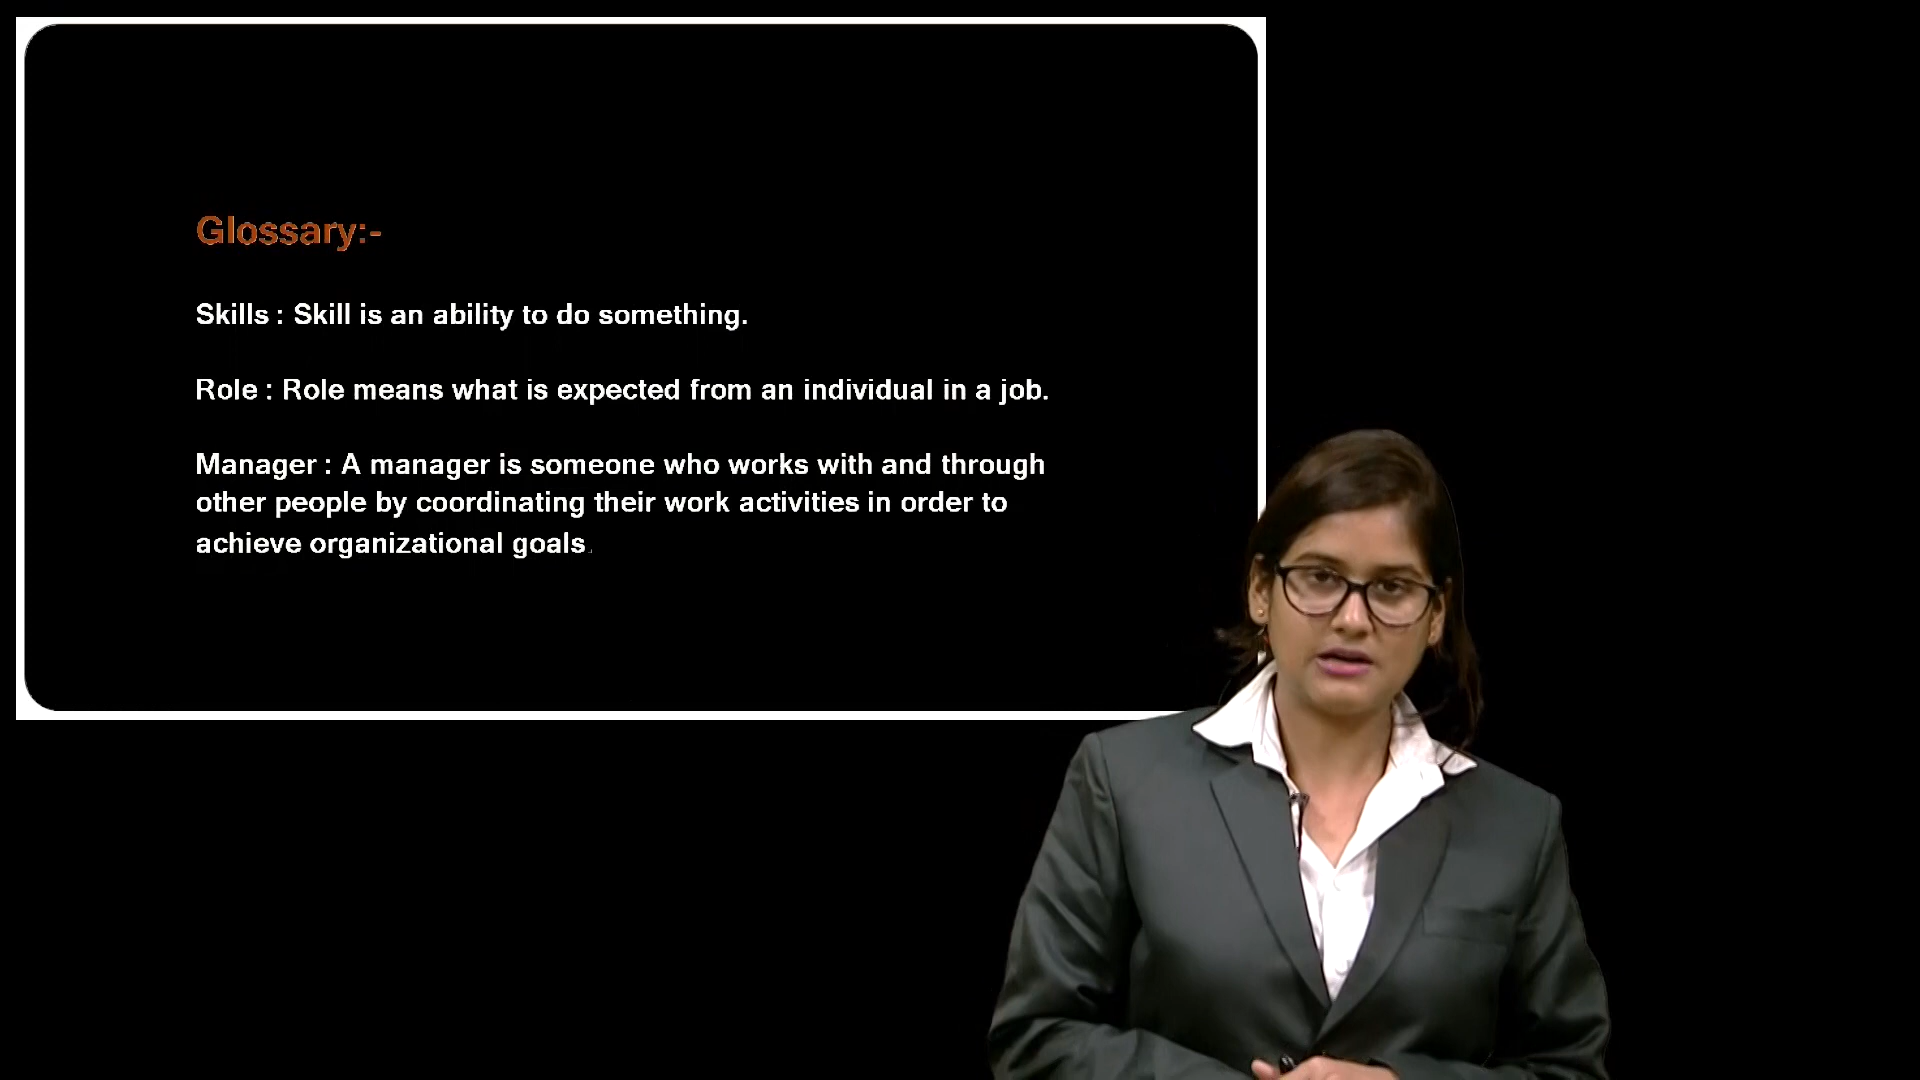 Glossary:-
Skills : Skill is an ability to do something.
Role : Role means what is expected from an individual in a job.
Manager : A manager is someone who works with and through
other people by coordinating their work activities in order to
achieve organizational goals.